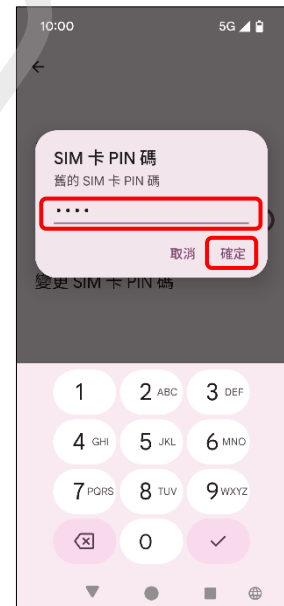 10:00 5G
SIM 卡 PIN 碼
舊的 SIM 卡 PIN 碼
••••
取消 確定
變更 SIM 卡 PIN 碼
1 2 ABC 3 DEF
4 GHI 5 JKL 6 MNO
7 PQRS 8 TUV 9 WXYZ
0